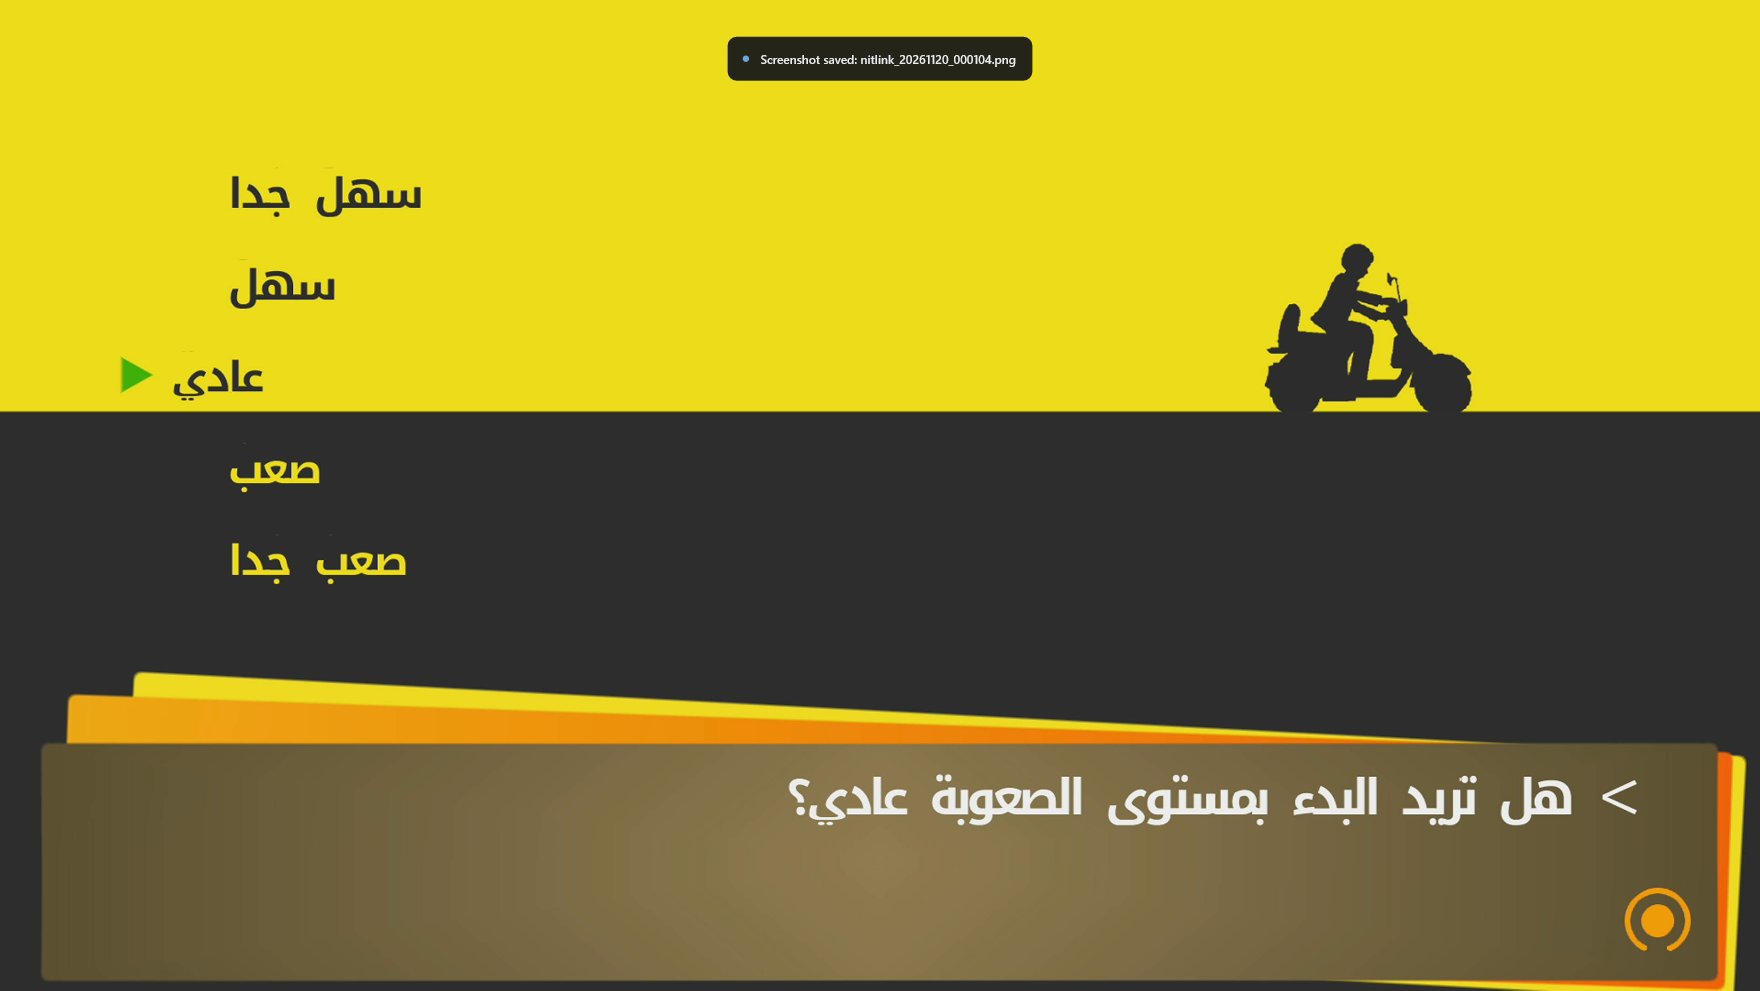 Screenshot saved: nitlink_20261120_000104.png
سهل جدا
سهل
عادي
صعب
صعب جدا
> هل تريد البدء بمستوى الصعوبة عادي؟